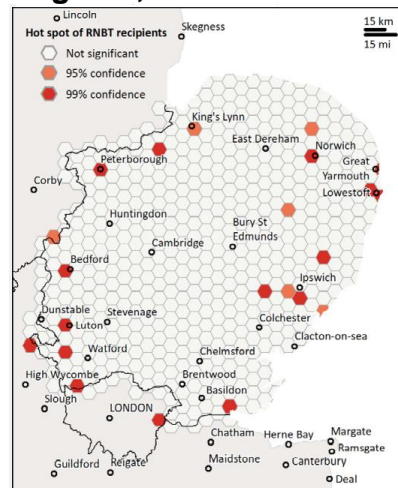 Lincoln
Skegness
15 km
15 mi
Hot spot of RNBT recipients
Not significant
95% confidence
99% confidence
King's Lynn
East Dereham
Norwich
Peterborough
Great
Yarmouth
Corby
Lowestoft
Huntingdon
Bury St
Edmunds
Cambridge
Bedford
Ipswich
Dunstable
Stevenage
Luton
Colchester
Watford
Clacton-on-sea
Chelmsford
High Wycombe
Brentwood
Slough
Basildon
LONDON
Chatham
Herne Bay
Margate
Ramsgate
Guildford
Reigate
Maidstone
Canterbury
Deal